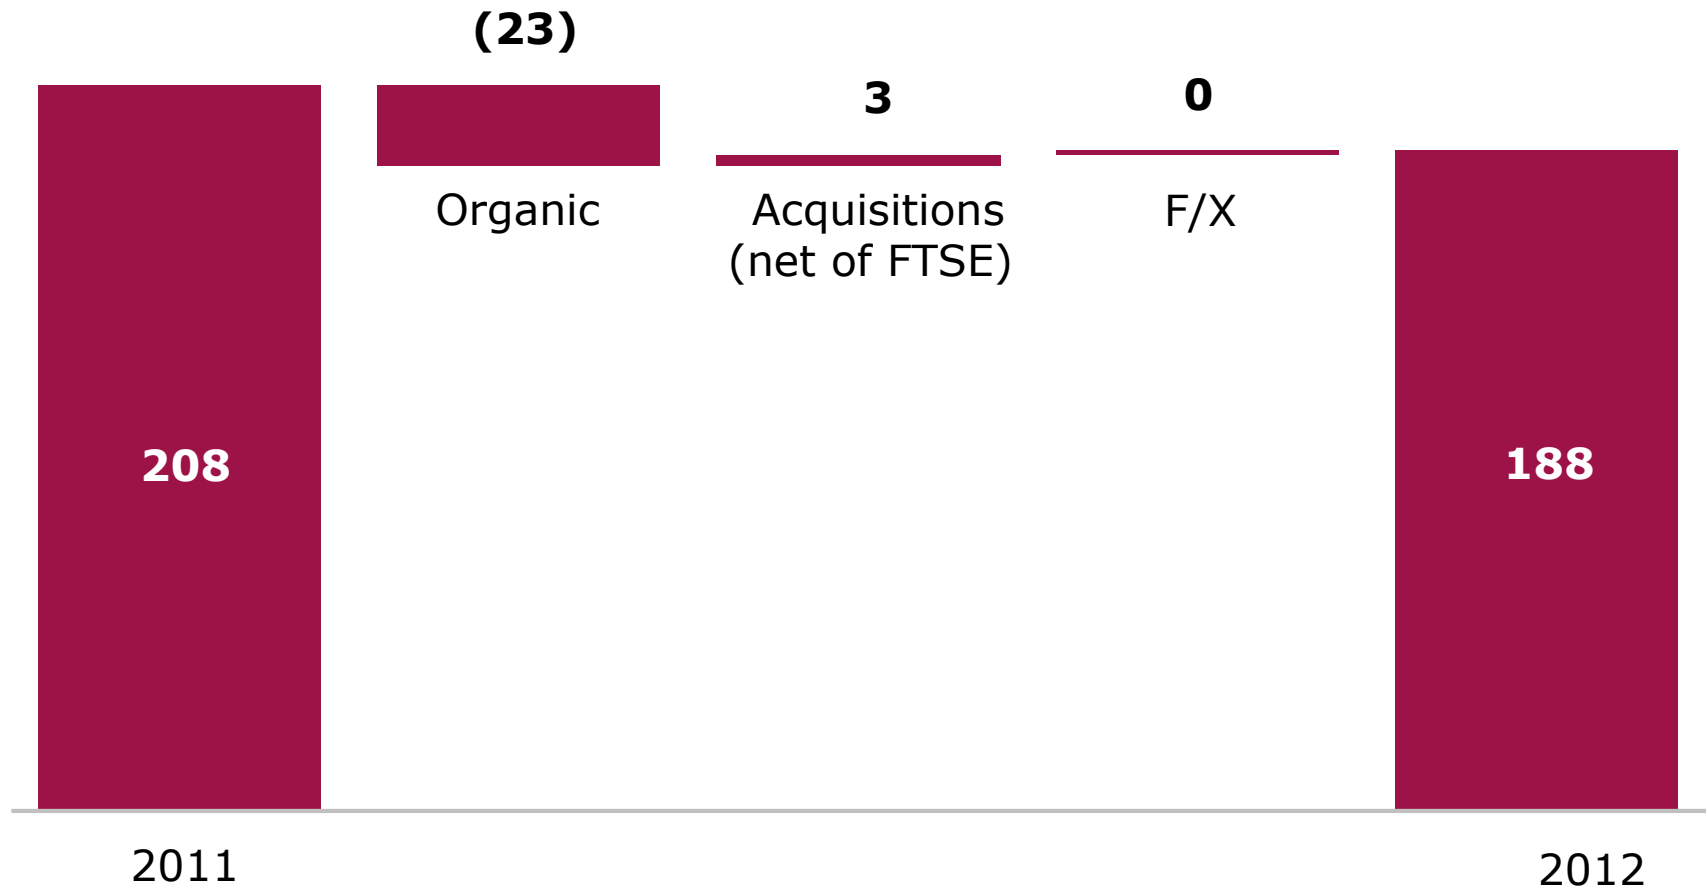 (23)
3
0
Organic
Acquisitions
(net of FTSE)
F/X
208
188
2011
2012